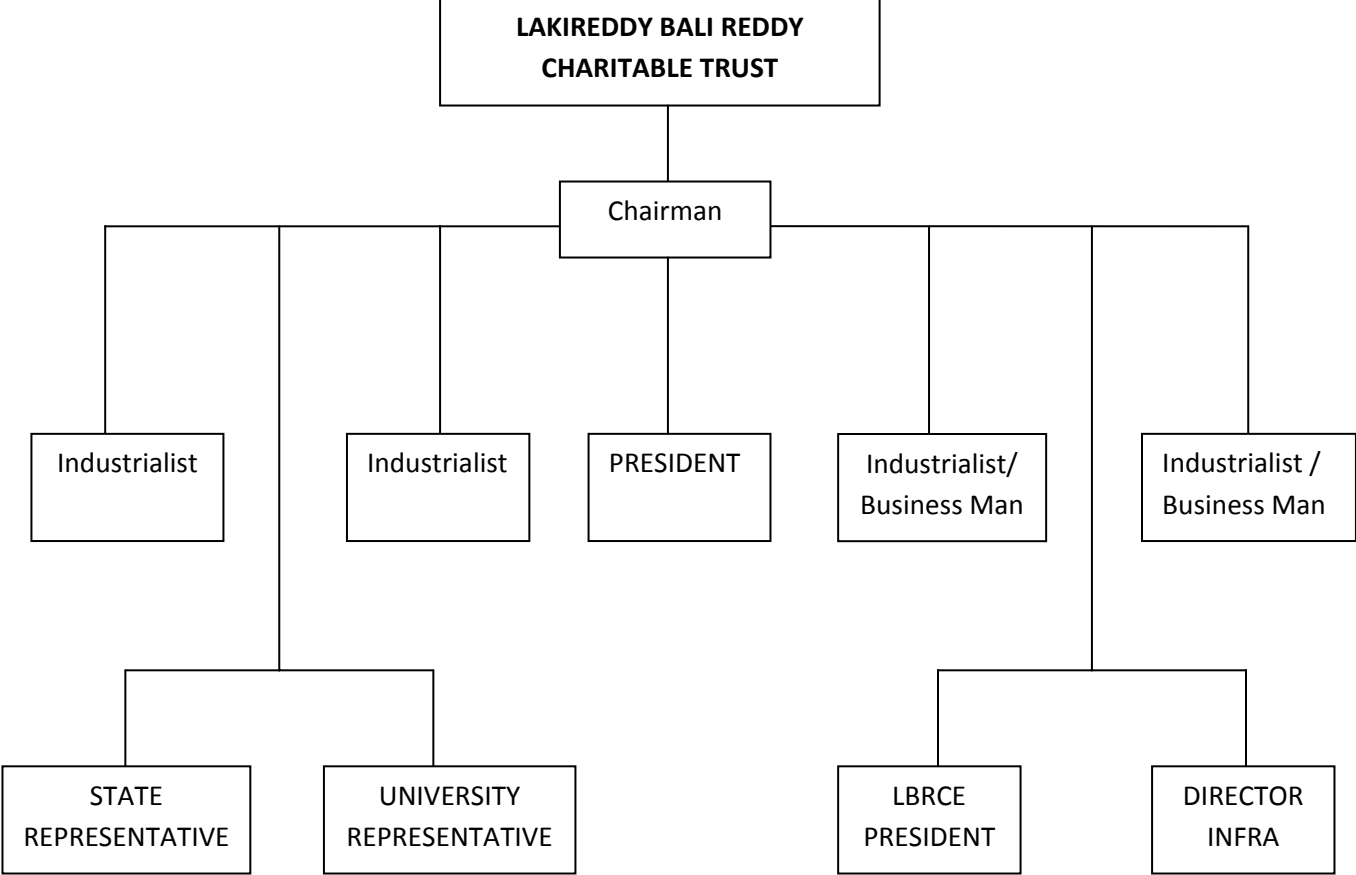 LAKIREDDY BALI REDDY
CHARITABLE TRUST
Chairman
Industrialist
Industrialist
PRESIDENT
Industrialist/
Business Man
Industrialist /
Business Man
STATE
REPRESENTATIVE
UNIVERSITY
REPRESENTATIVE
LBRCE
PRESIDENT
DIRECTOR
INFRA